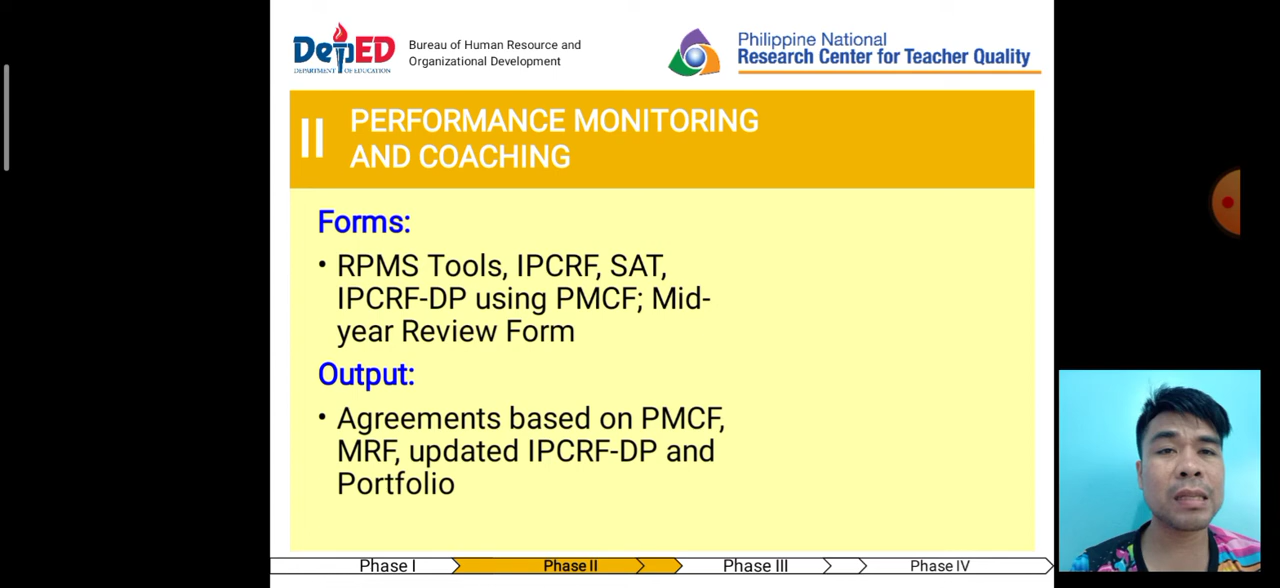 DepED
DEPARTMENT OF EDUCATION
Bureau of Human Resource and
Organizational Development
Philippine National
Research Center for Teacher Quality
II
PERFORMANCE MONITORING
AND COACHING
Forms:
• RPMS Tools, IPCRF, SAT,
IPCRF-DP using PMCF; Mid-
year Review Form
Output:
• Agreements based on PMCF,
MRF, updated IPCRF-DP and
Portfolio
Phase I
Phase II
Phase III
Phase IV